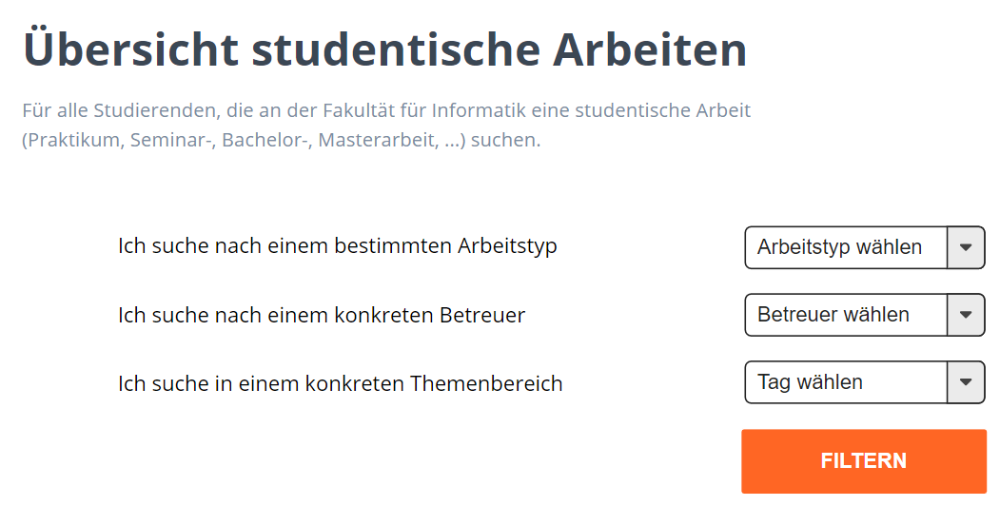 Übersicht studentische Arbeiten
Für alle Studierenden, die an der Fakultät für Informatik eine studentische Arbeit
(Praktikum, Seminar-, Bachelor-, Masterarbeit, ...) suchen.
Ich suche nach einem bestimmten Arbeitstyp
Arbeitstyp wählen
Ich suche nach einem konkreten Betreuer
Betreuer wählen
Ich suche in einem konkreten Themenbereich
Tag wählen
FILTERN